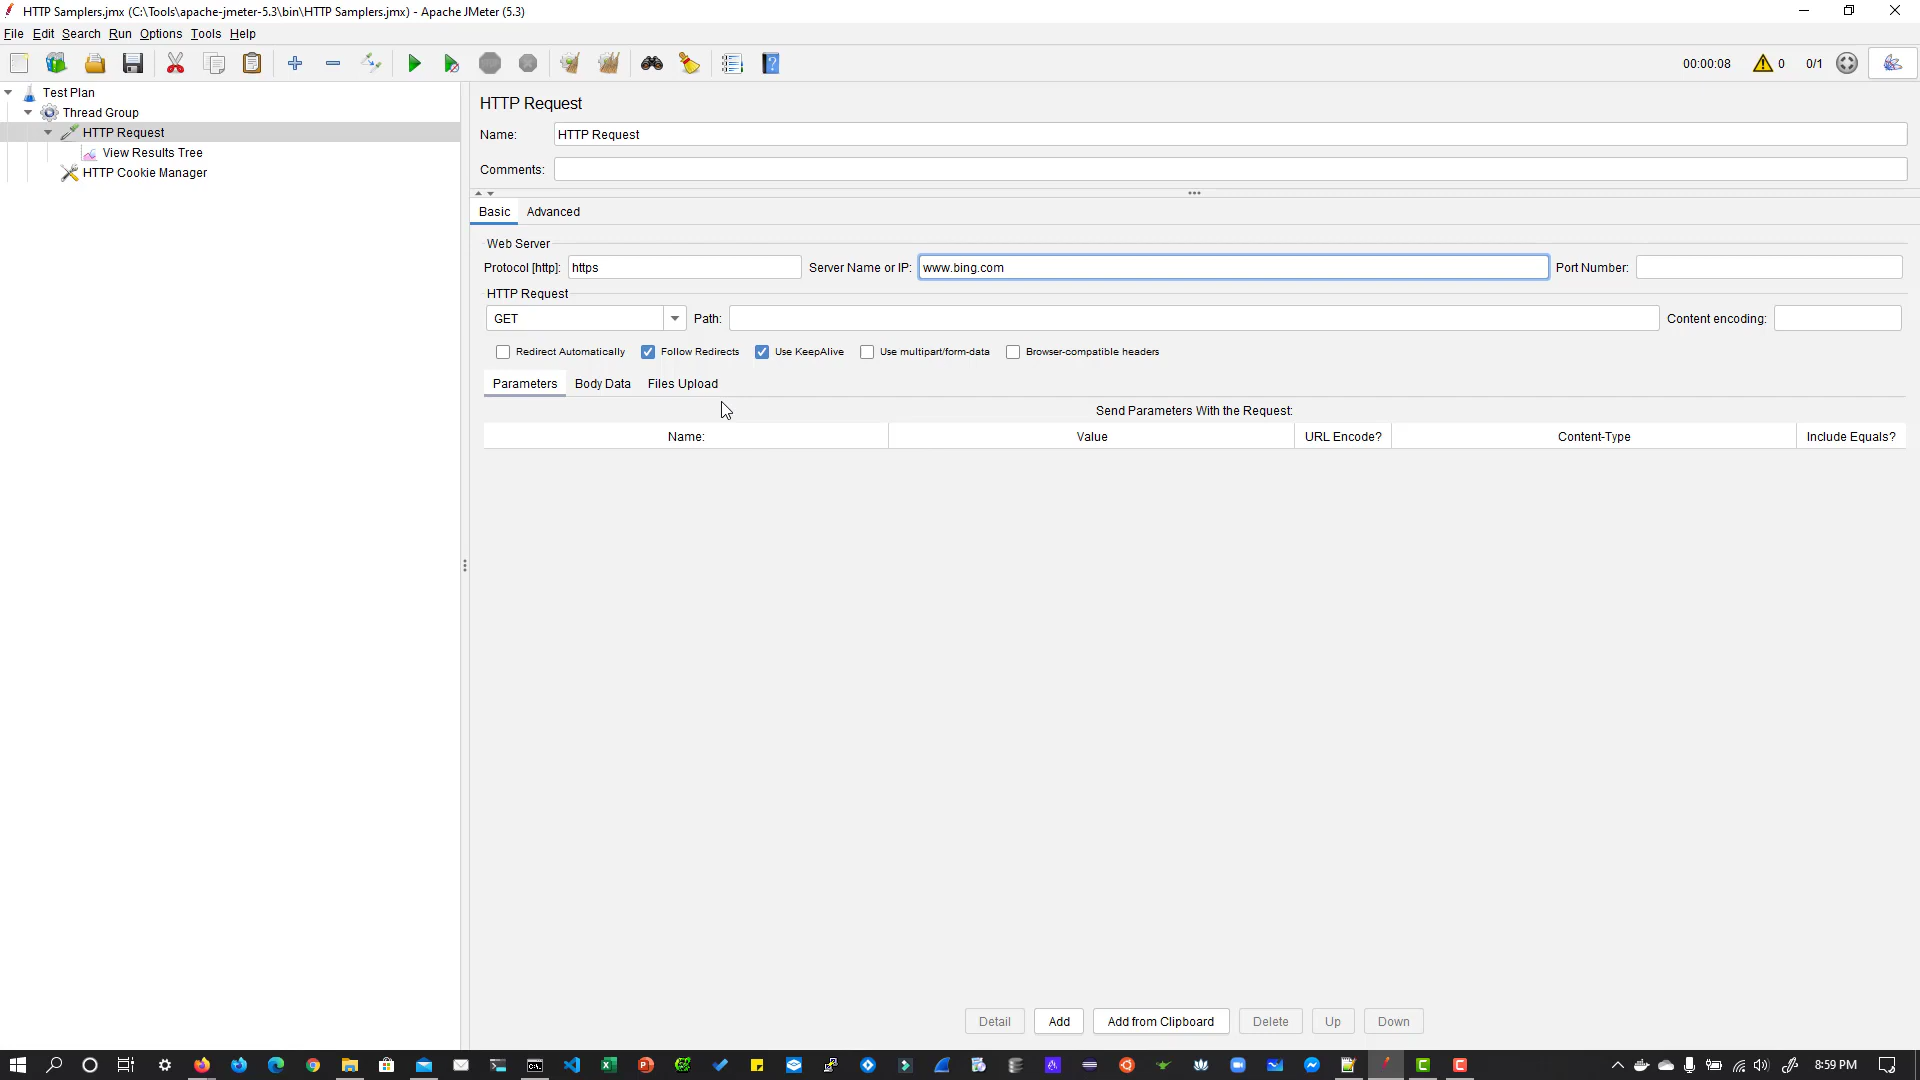 HTTP Samplers.jmx (C:\Tools\apache-jmeter-5.3\bin\HTTP Samplers.jmx) - Apache JMeter (5.3)
File Edit Search Run Options Tools Help
00:00:08 0 0/1
Test Plan
Thread Group
HTTP Request
View Results Tree
HTTP Cookie Manager
HTTP Request
Name: HTTP Request
Comments:
Basic Advanced
Web Server
Protocol [http]: https Server Name or IP: www.bing.com Port Number:
HTTP Request
GET Path: Content encoding:
Redirect Automatically Follow Redirects Use KeepAlive Use multipart/form-data Browser-compatible headers
Parameters Body Data Files Upload
Send Parameters With the Request:
Name: Value URL Encode? Content-Type Include Equals?
Detail Add Add from Clipboard Delete Up Down
8:59 PM